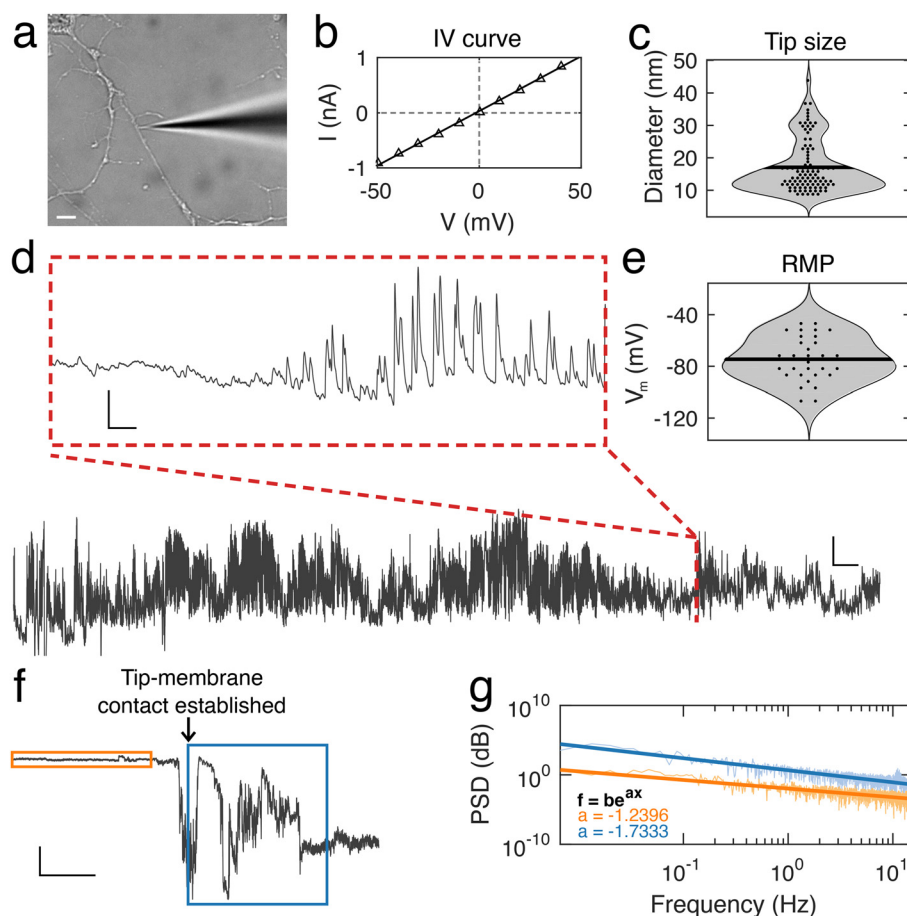 a
b
IV curve
I (nA)
1
0
-1
-50
0
50
V (mV)
c
Tip size
Diameter (nm)
50
40
30
20
10
d
e
RMP
Vm (mV)
-40
-80
-120
f
Tip-membrane
contact established
g
PSD (dB)
10^10
10^0
10^-10
f = be^ax
a = -1.2396
a = -1.7333
10^-1
10^0
10^1
Frequency (Hz)